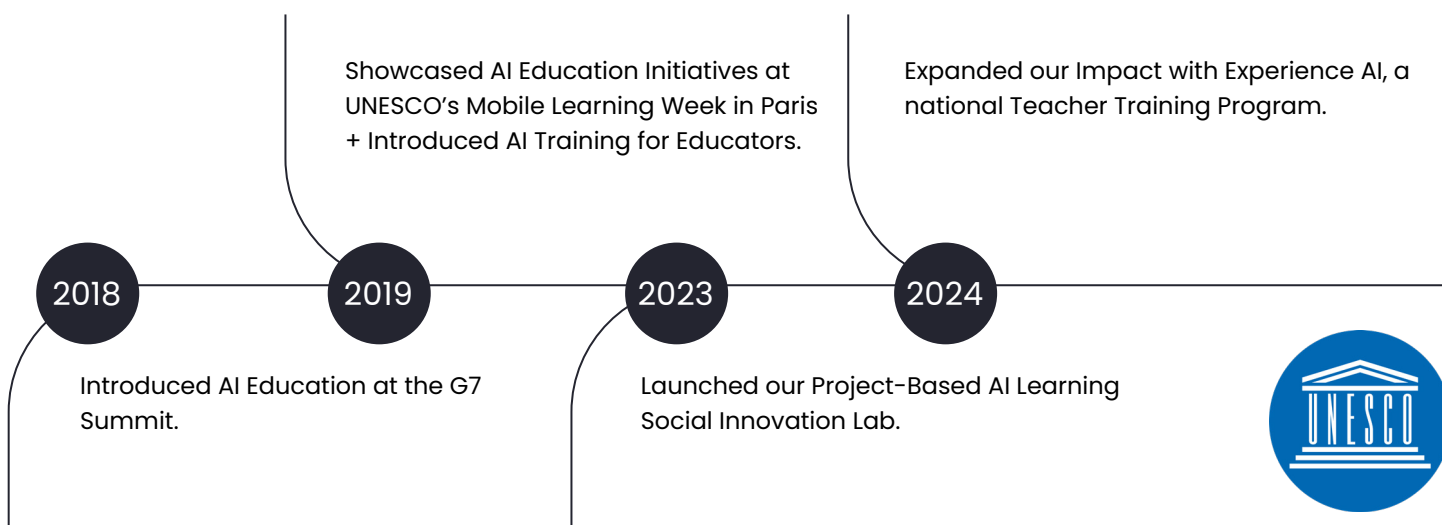 Showcased AI Education Initiatives at
UNESCO’s Mobile Learning Week in Paris
+ Introduced AI Training for Educators.
Expanded our Impact with Experience AI, a
national Teacher Training Program.
2018
2019
2023
2024
Introduced AI Education at the G7
Summit.
Launched our Project-Based AI Learning
Social Innovation Lab.
UNESCO